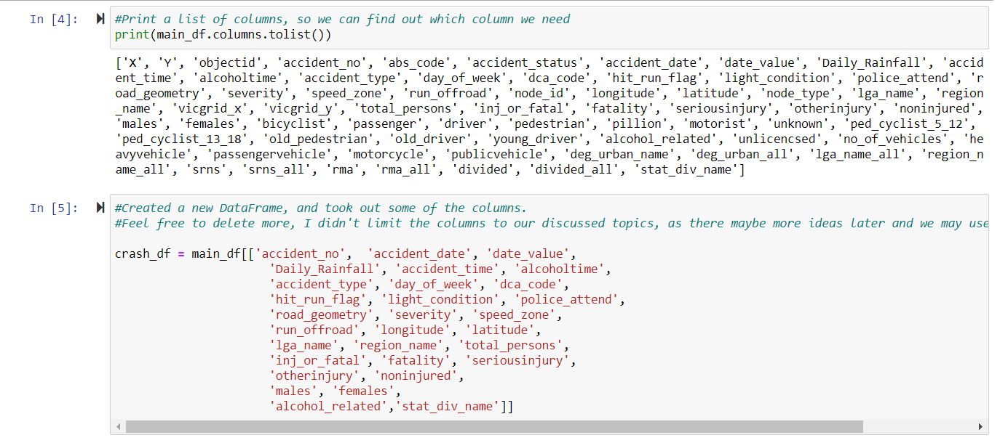 In [4]: #Print a list of columns, so we can find out which column we need
print(main_df.columns.tolist())
['X', 'Y', 'objectid', 'accident_no', 'abs_code', 'accident_status', 'accident_date', 'date_value', 'Daily_Rainfall', 'accid
ent_time', 'alcoholtime', 'accident_type', 'day_of_week', 'dca_code', 'hit_run_flag', 'light_condition', 'police_attend', 'r
oad_geometry', 'severity', 'speed_zone', 'run_offroad', 'node_id', 'longitude', 'latitude', 'node_type', 'lga_name', 'region
_name', 'vicgrid_x', 'vicgrid_y', 'total_persons', 'inj_or_fatal', 'fatality', 'seriousinjury', 'otherinjury', 'noninjured',
'males', 'females', 'bicyclist', 'passenger', 'driver', 'pedestrian', 'pillion', 'motorist', 'unknown', 'ped_cyclist_5_12',
'ped_cyclist_13_18', 'old_pedestrian', 'old_driver', 'young_driver', 'alcohol_related', 'unlicencsed', 'no_of_vehicles', 'he
avyvehicle', 'passengervehicle', 'motorcycle', 'publicvehicle', 'deg_urban_name', 'deg_urban_all', 'lga_name_all', 'region_n
ame_all', 'srns', 'srns_all', 'rma', 'rma_all', 'divided', 'divided_all', 'stat_div_name']
In [5]: #Created a new DataFrame, and took out some of the columns.
#Feel free to delete more, I didn't limit the columns to our discussed topics, as there maybe more ideas later and we may use
crash_df = main_df[['accident_no', 'accident_date', 'date_value',
'Daily_Rainfall', 'accident_time', 'alcoholtime',
'accident_type', 'day_of_week', 'dca_code',
'hit_run_flag', 'light_condition', 'police_attend',
'road_geometry', 'severity', 'speed_zone',
'run_offroad', 'longitude', 'latitude',
'lga_name', 'region_name', 'total_persons',
'inj_or_fatal', 'fatality', 'seriousinjury',
'otherinjury', 'noninjured',
'males', 'females',
'alcohol_related','stat_div_name']]